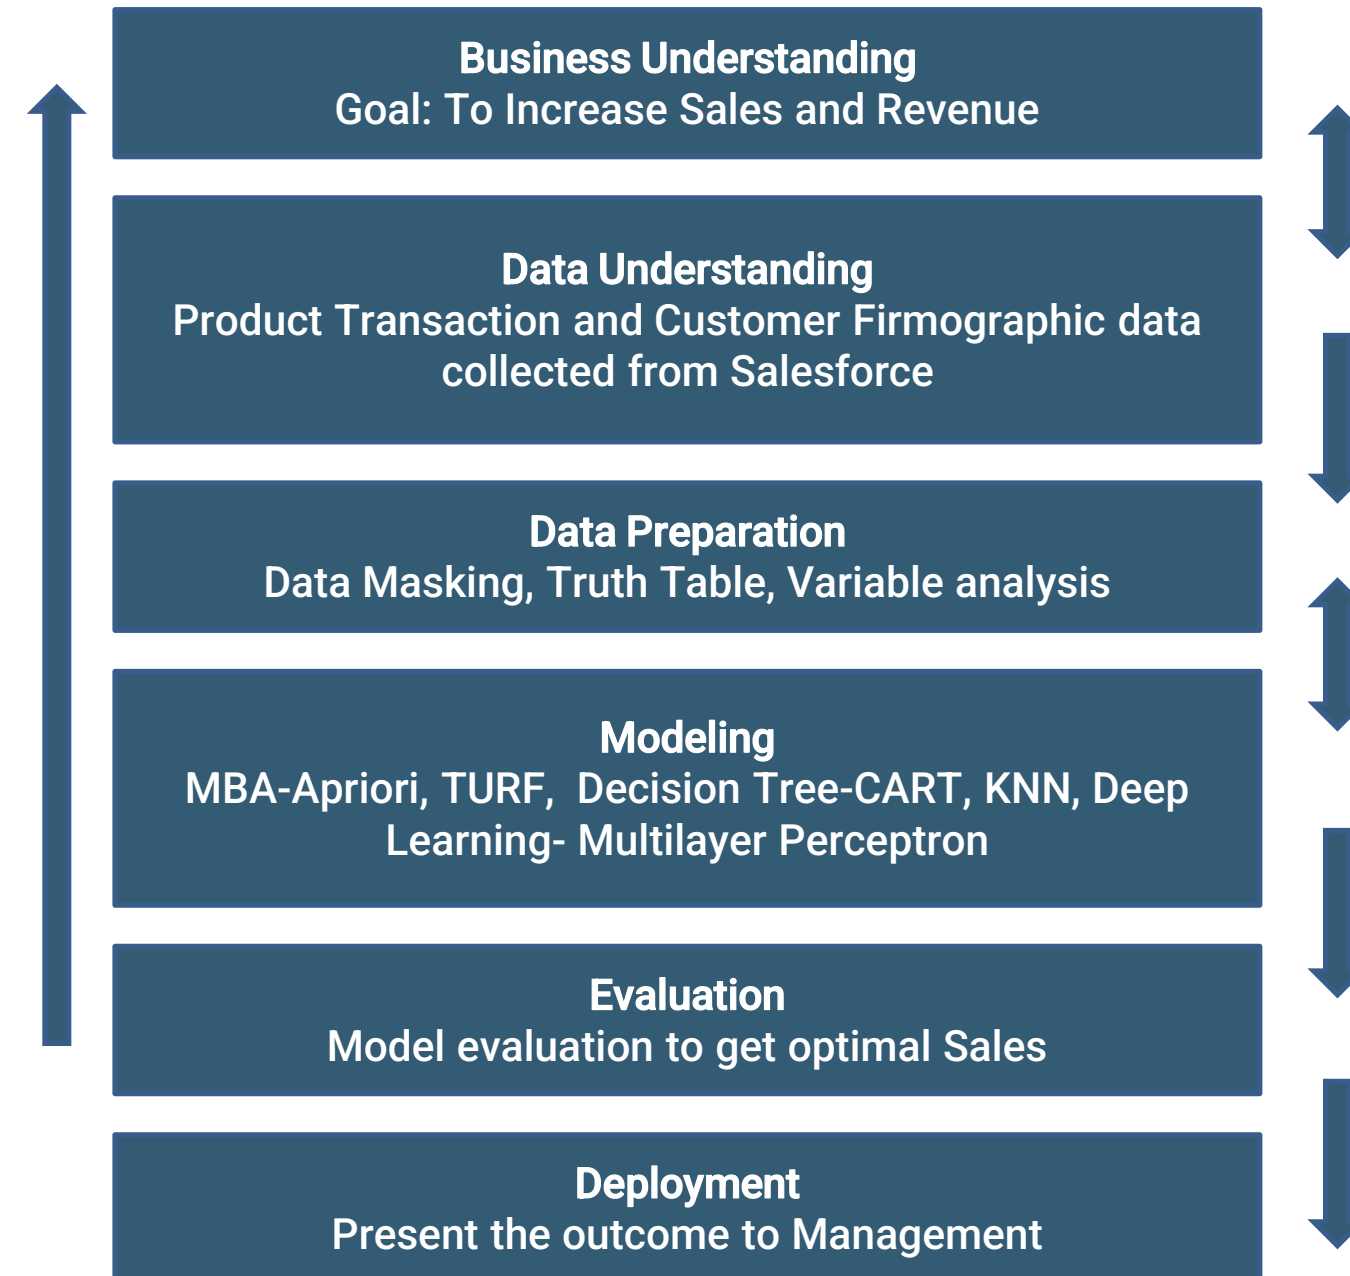 Business Understanding
Goal: To Increase Sales and Revenue
Data Understanding
Product Transaction and Customer Firmographic data
collected from Salesforce
Data Preparation
Data Masking, Truth Table, Variable analysis
Modeling
MBA-Apriori, TURF,  Decision Tree-CART, KNN, Deep
Learning- Multilayer Perceptron
Evaluation
Model evaluation to get optimal Sales
Deployment
Present the outcome to Management